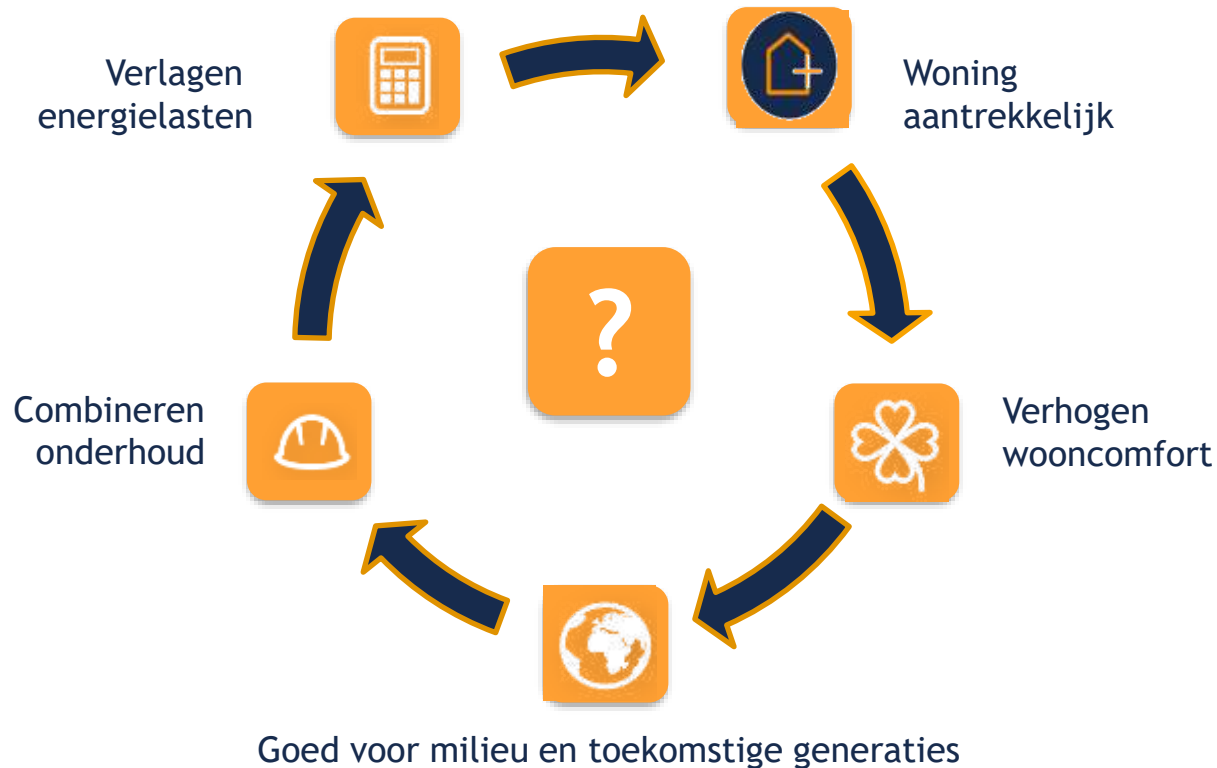 Verlagen
energielasten
Woning
aantrekkelijk
?
Combineren
onderhoud
Verhogen
wooncomfort
Goed voor milieu en toekomstige generaties